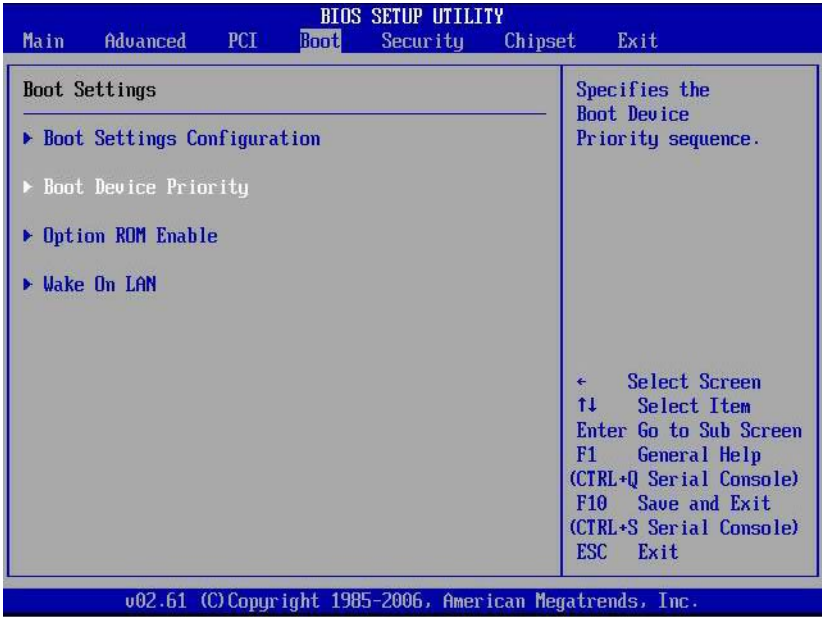 BIOS SETUP UTILITY
Main Advanced PCI Boot Security Chipset Exit
Boot Settings
▶ Boot Settings Configuration
▶ Boot Device Priority
▶ Option ROM Enable
▶ Wake On LAN
Specifies the
Boot Device
Priority sequence.
← Select Screen
↑↓ Select Item
Enter Go to Sub Screen
F1 General Help
(CTRL+Q Serial Console)
F10 Save and Exit
(CTRL+S Serial Console)
ESC Exit
v02.61 (C)Copyright 1985-2006, American Megatrends, Inc.